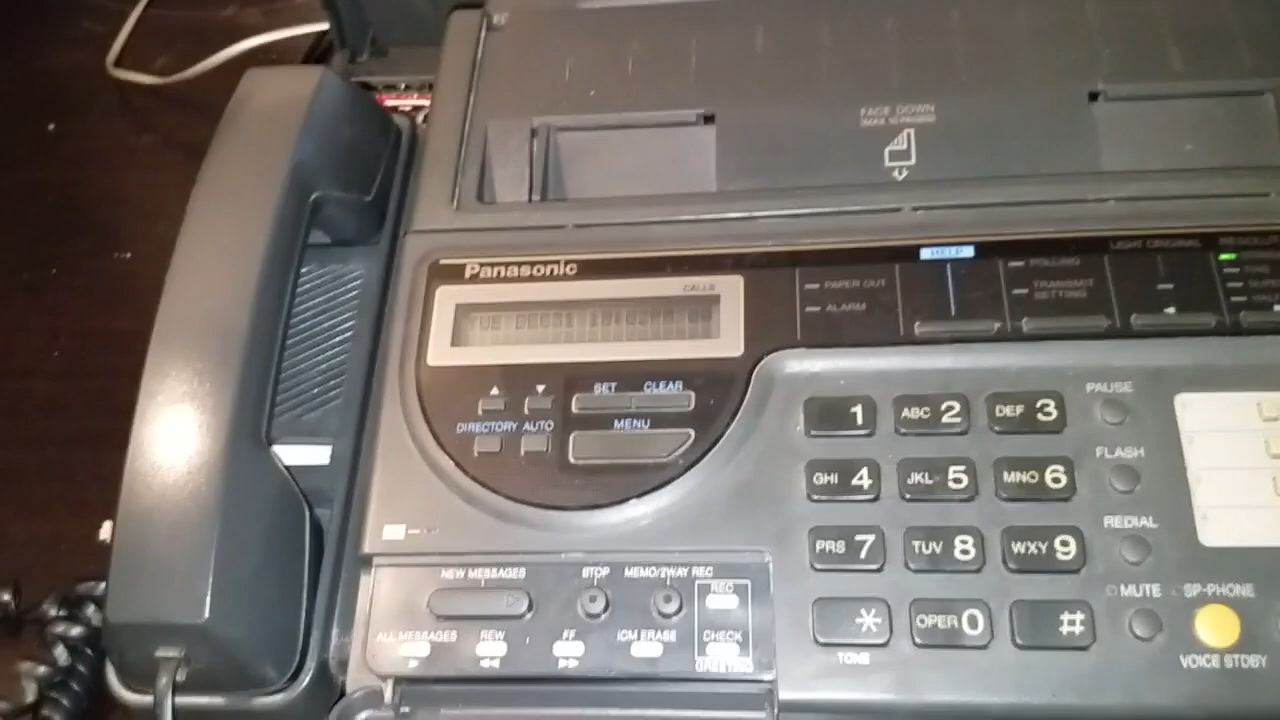 FACE DOWN
HELP
LIGHT ORIGINAL
Panasonic
CALLS
PAPER OUT
ALARM
POLLING
TRANSMIT
SETTING
SET CLEAR
DIRECTORY AUTO
MENU
1 ABC 2 DEF 3
PAUSE
GHI 4 JKL 5 MNO 6
FLASH
PRS 7 TUV 8 WXY 9
REDIAL
* OPER 0 #
TONE
MUTE SP-PHONE
VOICE STDBY
NEW MESSAGES STOP MEMO/2WAY REC
REC
ALL MESSAGES REW FF ICM ERASE CHECK
GREETING